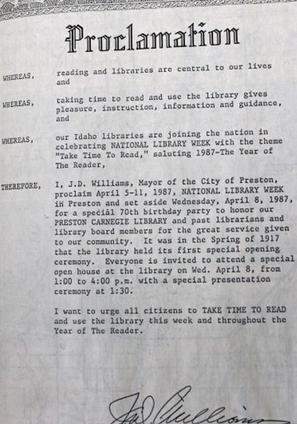 Proclamation
WHEREAS, reading and libraries are central to our lives
and
WHEREAS, taking time to read and use the library gives
pleasure, instruction, information and guidance,
and
WHEREAS, our Idaho libraries are joining the nation in
celebrating NATIONAL LIBRARY WEEK with the theme
"Take Time To Read," saluting 1987-The Year of
The Reader,
THEREFORE, I, J.D. Williams, Mayor of the City of Preston,
proclaim April 5-11, 1987, NATIONAL LIBRARY WEEK
iH Preston and set aside Wednesday, April 8, 1987,
for a special 70th birthday party to honor our
PRESTON CARNEGIE LIBRARY and past librarians and
library board members for the great service given
to our community. It was in the Spring of 1917
that the library held its first special opening
ceremony. Everyone is invited to attend a special
open house at the library on Wed. April 8, from
1:00 to 4:00 p.m. with a special presentation
ceremony at 1:30.
I want to urge all citizens to TAKE TIME TO READ
and use the library this week and throughout the
Year of The Reader.
J.D. Williams